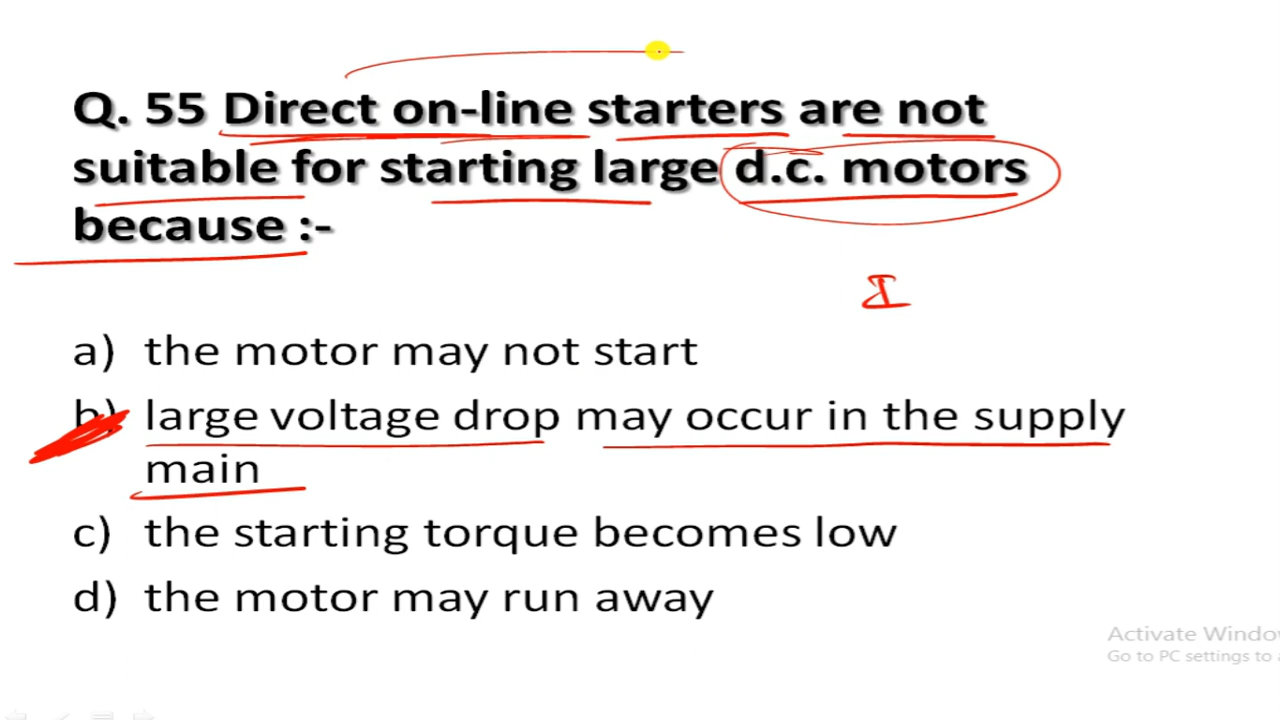 Q. 55 Direct on-line starters are not
suitable for starting large d.c. motors
because :-
I
a) the motor may not start
b) large voltage drop may occur in the supply
main
c) the starting torque becomes low
d) the motor may run away
Activate Windo
Go to PC settings to a